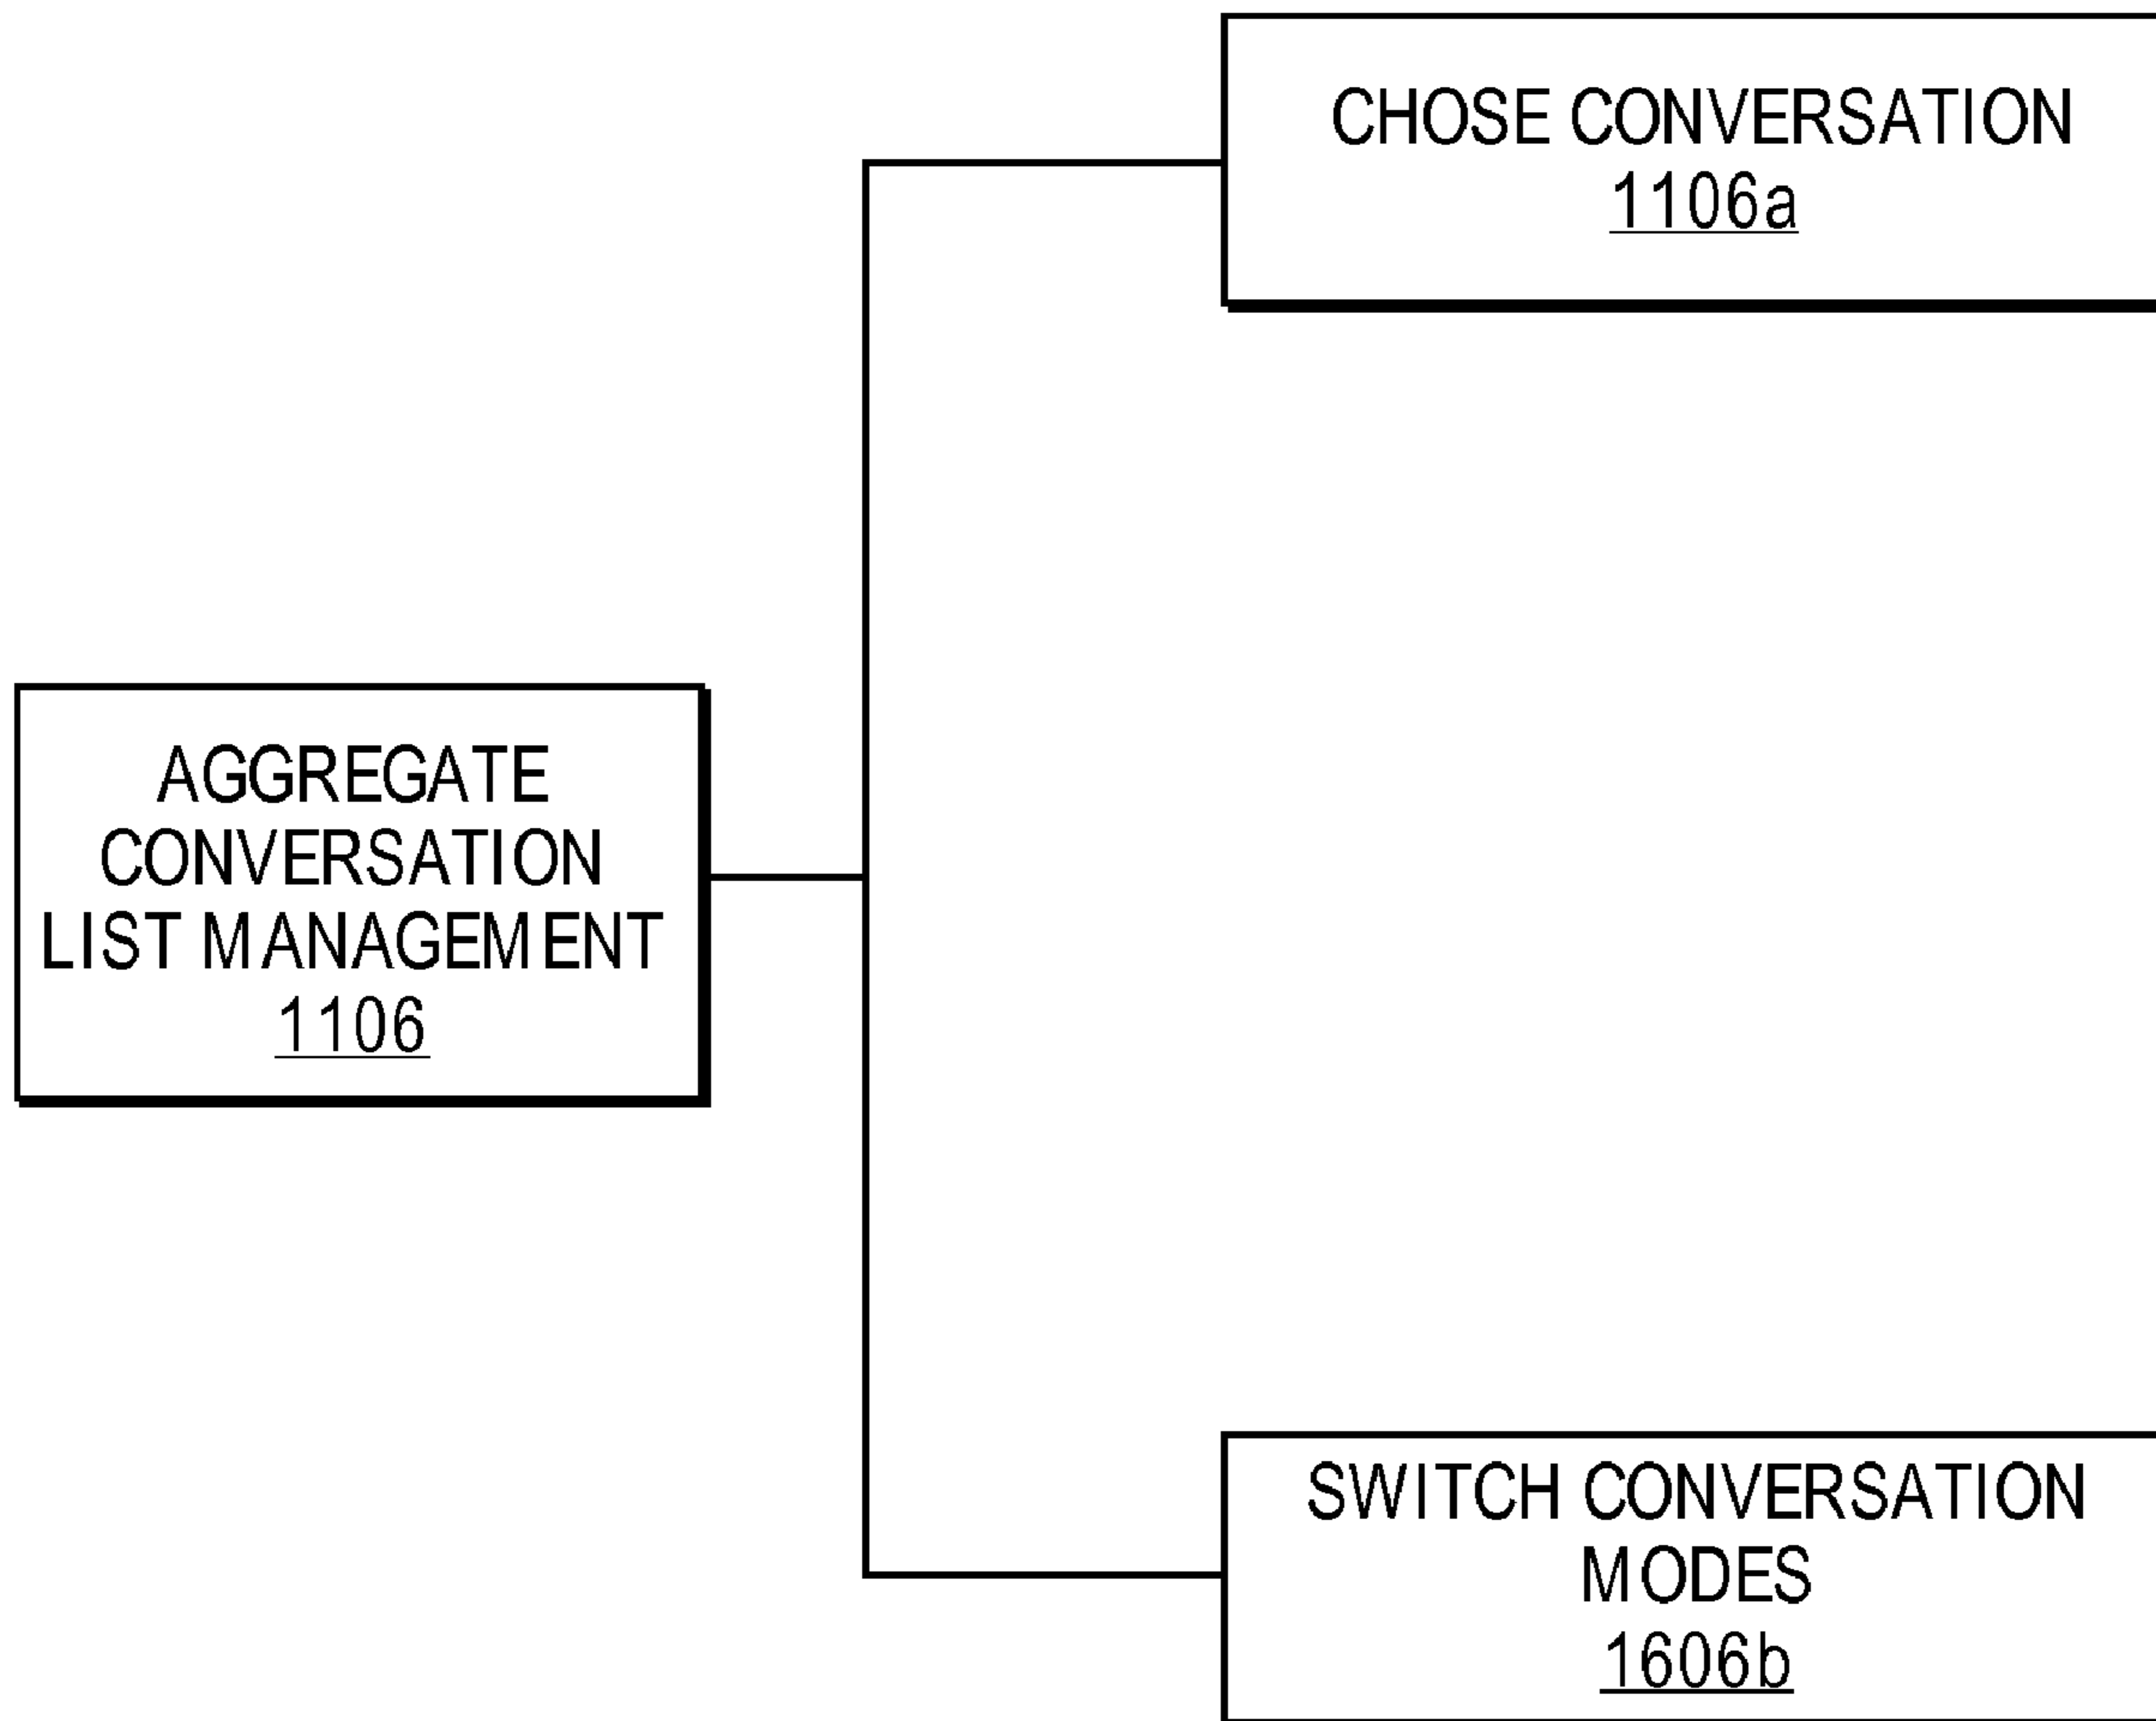 CHOSE CONVERSATION
1106a
AGGREGATE
CONVERSATION
LIST MANAGEMENT
1106
SWITCH CONVERSATION
MODES
1606b